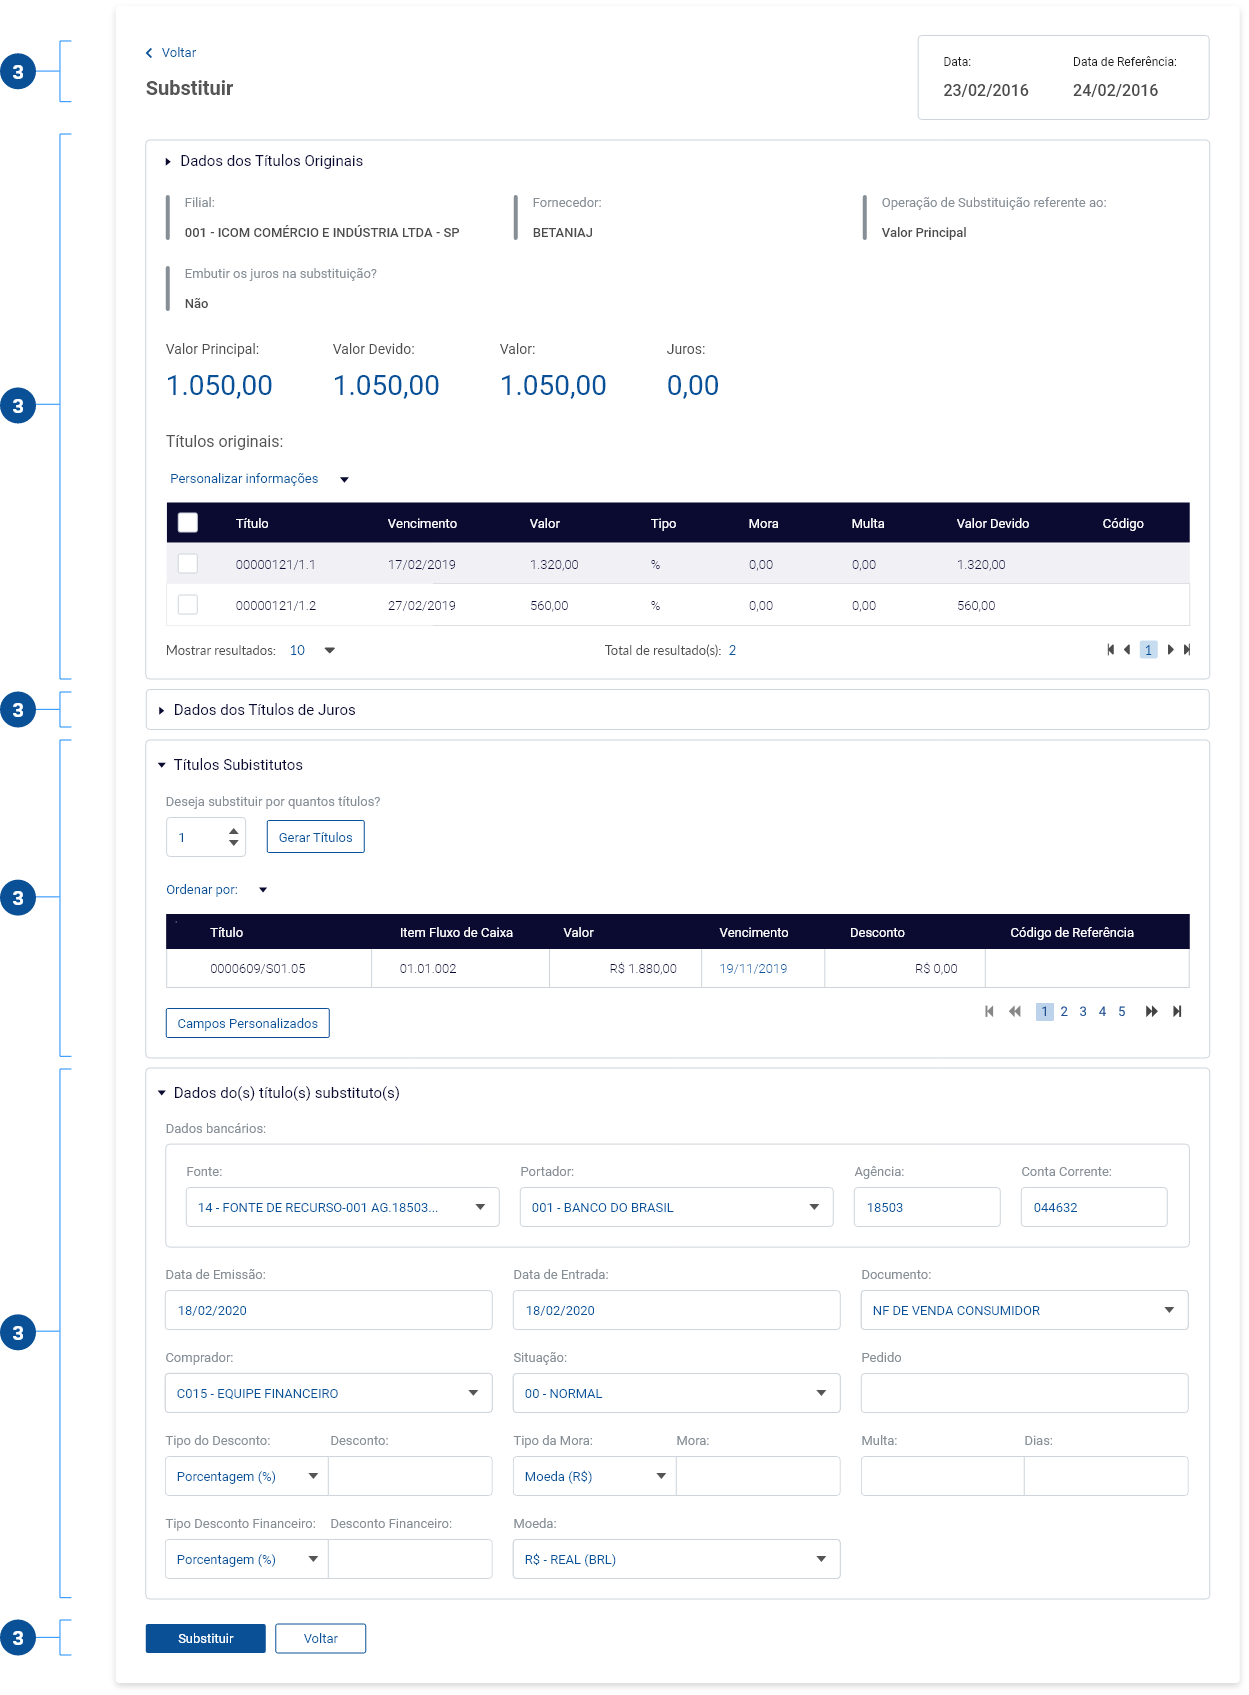 3
Voltar
Substituir
Data: Data de Referência:
23/02/2016 24/02/2016
3
Dados dos Títulos Originais
Filial: Fornecedor: Operação de Substituição referente ao:
001 - ICOM COMÉRCIO E INDÚSTRIA LTDA - SP BETANIAJ Valor Principal
Embutir os juros na substituição?
Não
Valor Principal: Valor Devido: Valor: Juros:
1.050,00 1.050,00 1.050,00 0,00
Títulos originais:
Personalizar informações
Título Vencimento Valor Tipo Mora Multa Valor Devido Código
00000121/1.1 17/02/2019 1.320,00 % 0,00 0,00 1.320,00
00000121/1.2 27/02/2019 560,00 % 0,00 0,00 560,00
Mostrar resultados: 10 Total de resultado(s): 2 1
3
Dados dos Títulos de Juros
3
Títulos Subistitutos
Deseja substituir por quantos títulos?
1 Gerar Títulos
Ordenar por:
Título Item Fluxo de Caixa Valor Vencimento Desconto Código de Referência
0000609/S01.05 01.01.002 R$ 1.880,00 19/11/2019 R$ 0,00
Campos Personalizados 1 2 3 4 5
3
Dados do(s) título(s) substituto(s)
Dados bancários:
Fonte: Portador: Agência: Conta Corrente:
14 - FONTE DE RECURSO-001 AG.18503... 001 - BANCO DO BRASIL 18503 044632
Data de Emissão: Data de Entrada: Documento:
18/02/2020 18/02/2020 NF DE VENDA CONSUMIDOR
Comprador: Situação: Pedido
C015 - EQUIPE FINANCEIRO 00 - NORMAL
Tipo do Desconto: Desconto: Tipo da Mora: Mora: Multa: Dias:
Porcentagem (%) Moeda (R$)
Tipo Desconto Financeiro: Desconto Financeiro: Moeda:
Porcentagem (%) R$ - REAL (BRL)
3
Substituir Voltar